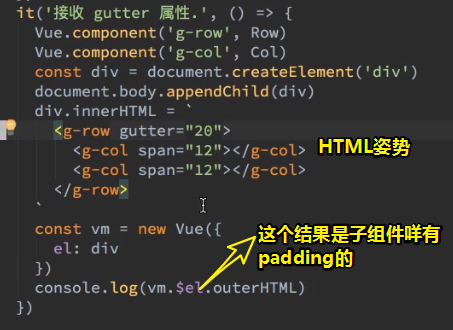 it('接收 gutter 属性.', () => {
Vue.component('g-row', Row)
Vue.component('g-col', Col)
const div = document.createElement('div')
document.body.appendChild(div)
div.innerHTML = `
<g-row gutter="20">
<g-col span="12"></g-col>
<g-col span="12"></g-col>
</g-row>
`
HTML姿势
const vm = new Vue({
el: div
})
console.log(vm.$el.outerHTML)
})
这个结果是子组件咩有
padding的